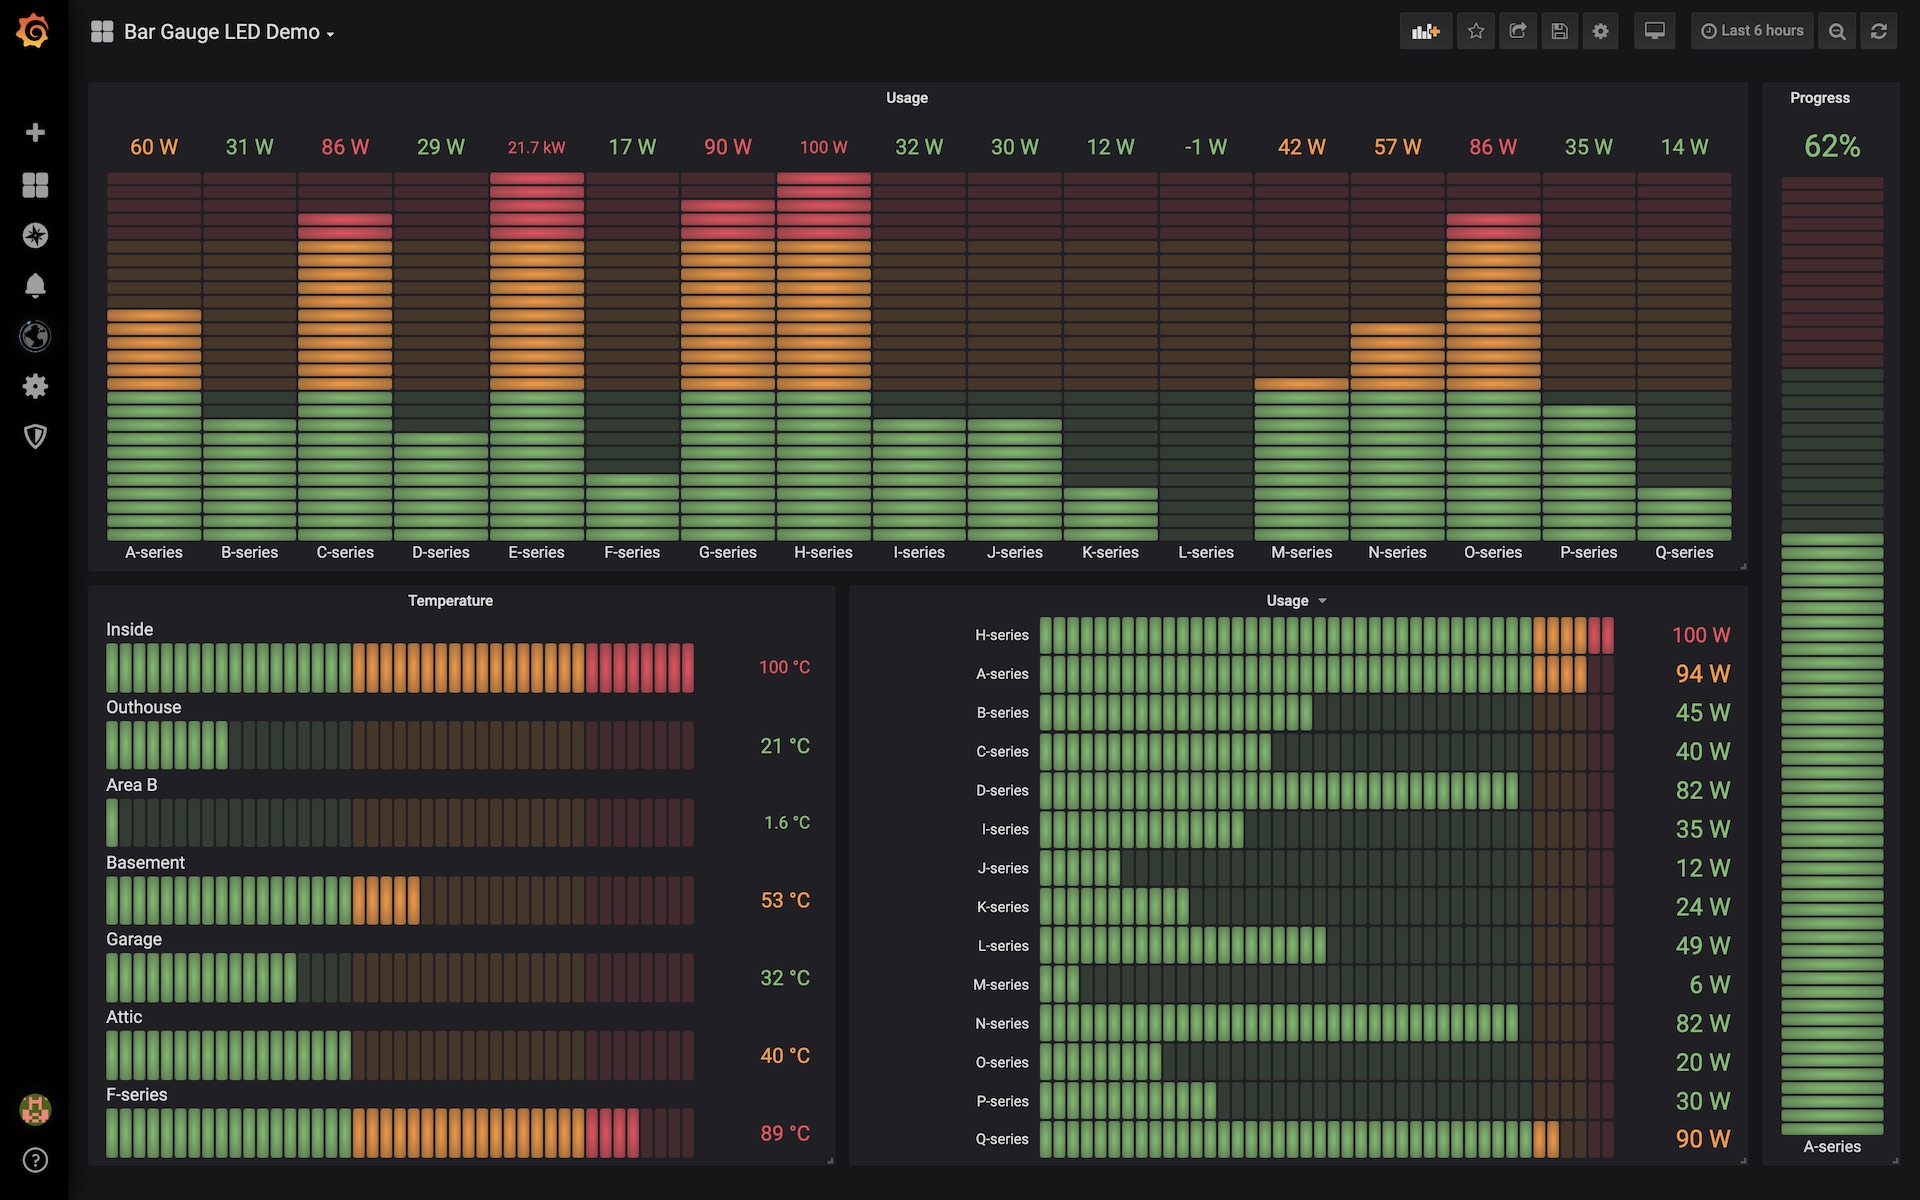 Bar Gauge LED Demo
Last 6 hours
Usage
60 W 31 W 86 W 29 W 21.7 kW 17 W 90 W 100 W 32 W 30 W 12 W -1 W 42 W 57 W 86 W 35 W 14 W
A-series B-series C-series D-series E-series F-series G-series H-series I-series J-series K-series L-series M-series N-series O-series P-series Q-series
Progress
62%
A-series
Temperature
Inside
100 °C
Outhouse
21 °C
Area B
1.6 °C
Basement
53 °C
Garage
32 °C
Attic
40 °C
F-series
89 °C
Usage
H-series 100 W
A-series 94 W
B-series 45 W
C-series 40 W
D-series 82 W
I-series 35 W
J-series 12 W
K-series 24 W
L-series 49 W
M-series 6 W
N-series 82 W
O-series 20 W
P-series 30 W
Q-series 90 W